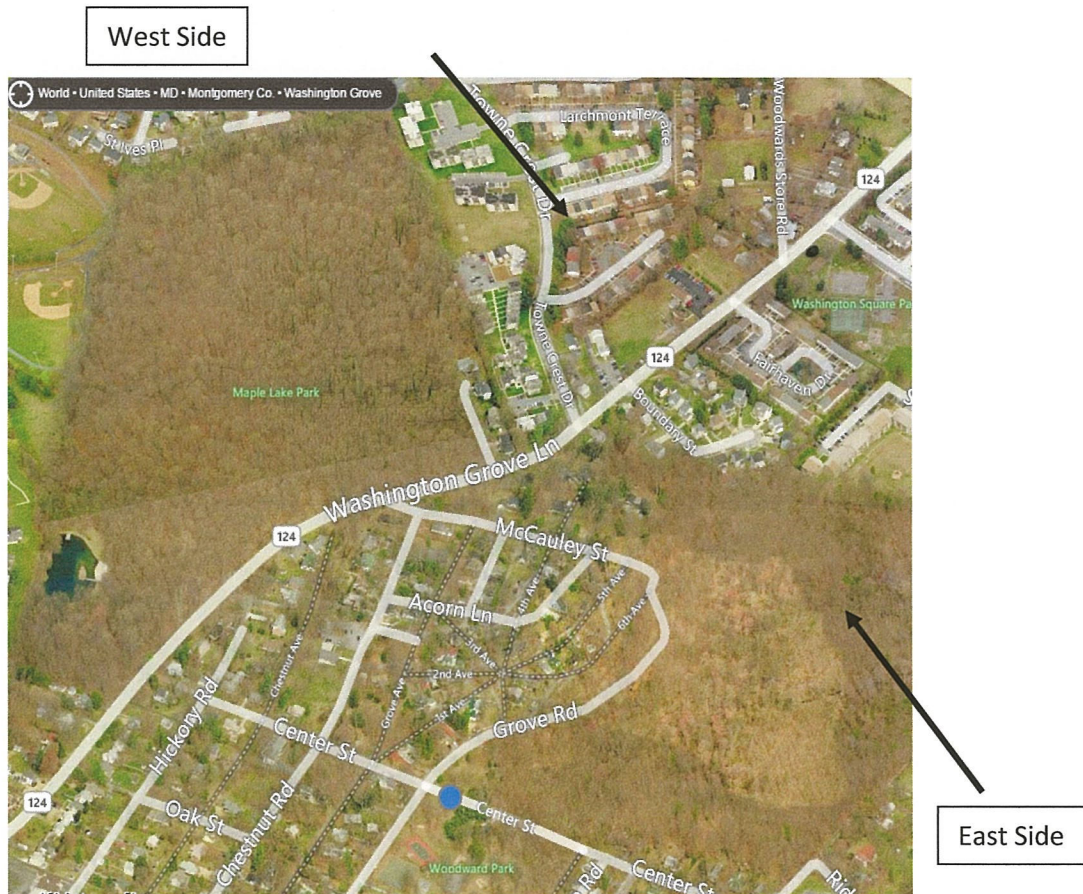 West Side
World • United States • MD • Montgomery Co. • Washington Grove
St Ives Pl
Towne Crest Dr
Larchmont Terrace
Woodwards Store Rd
124
Washington Square Pa
124
Fairhaven Dr
Towne Crest Dr
Maple Lake Park
Boundary St
S
Washington Grove Ln
124
McCauley St
Acorn Ln
4th Ave
5th Ave
6th Ave
3rd Ave
2nd Ave
1st Ave
Chestnut Ave
Grove Ave
Hickory Rd
Grove Rd
Center St
124
Oak St
Chestnut Rd
Center St
East Side
Woodward Park
Center St
Rd
Rid